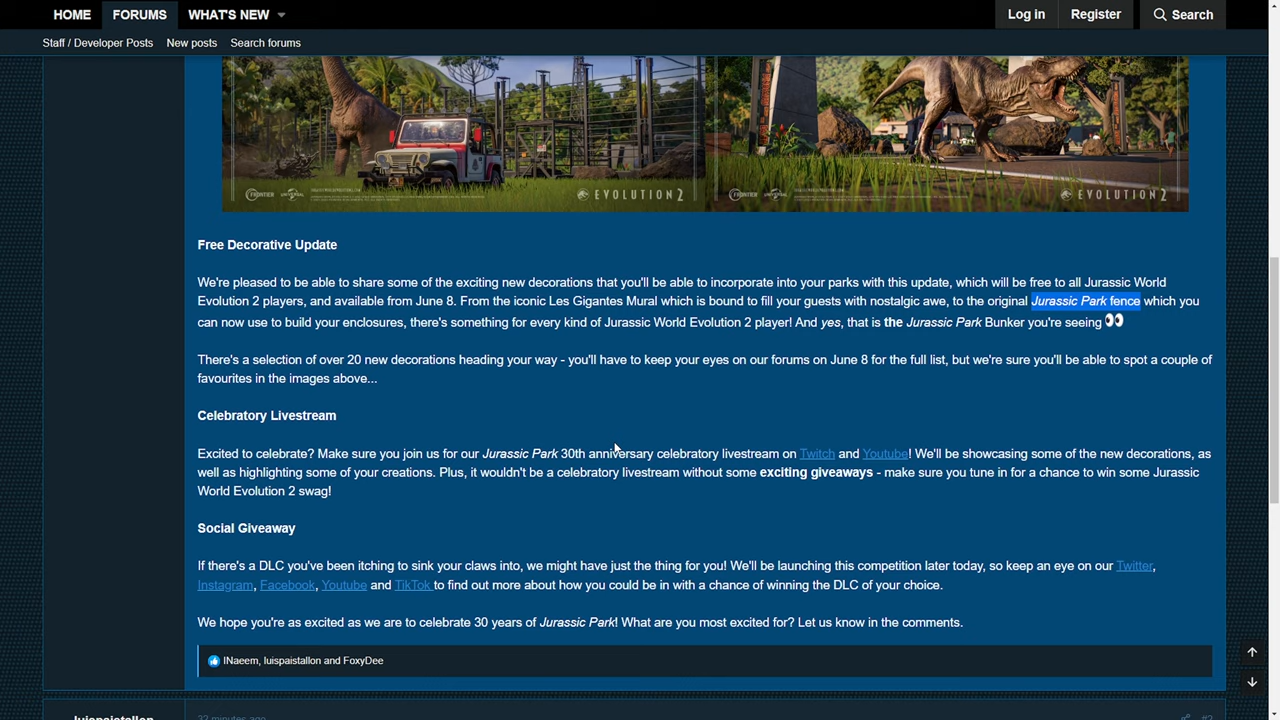 HOME FORUMS WHAT'S NEW Log in Register Search
Staff / Developer Posts New posts Search forums
EVOLUTION 2 EVOLUTION 2
Free Decorative Update
We're pleased to be able to share some of the exciting new decorations that you'll be able to incorporate into your parks with this update, which will be free to all Jurassic World
Evolution 2 players, and available from June 8. From the iconic Les Gigantes Mural which is bound to fill your guests with nostalgic awe, to the original Jurassic Park fence which you
can now use to build your enclosures, there's something for every kind of Jurassic World Evolution 2 player! And yes, that is the Jurassic Park Bunker you're seeing 👀
There's a selection of over 20 new decorations heading your way - you'll have to keep your eyes on our forums on June 8 for the full list, but we're sure you'll be able to spot a couple of
favourites in the images above...
Celebratory Livestream
Excited to celebrate? Make sure you join us for our Jurassic Park 30th anniversary celebratory livestream on Twitch and Youtube! We'll be showcasing some of the new decorations, as
well as highlighting some of your creations. Plus, it wouldn't be a celebratory livestream without some exciting giveaways - make sure you tune in for a chance to win some Jurassic
World Evolution 2 swag!
Social Giveaway
If there's a DLC you've been itching to sink your claws into, we might have just the thing for you! We'll be launching this competition later today, so keep an eye on our Twitter,
Instagram, Facebook, Youtube and TikTok to find out more about how you could be in with a chance of winning the DLC of your choice.
We hope you're as excited as we are to celebrate 30 years of Jurassic Park! What are you most excited for? Let us know in the comments.
INaeem, luispaistallon and FoxyDee
luispaistallon 37 minutes ago #2